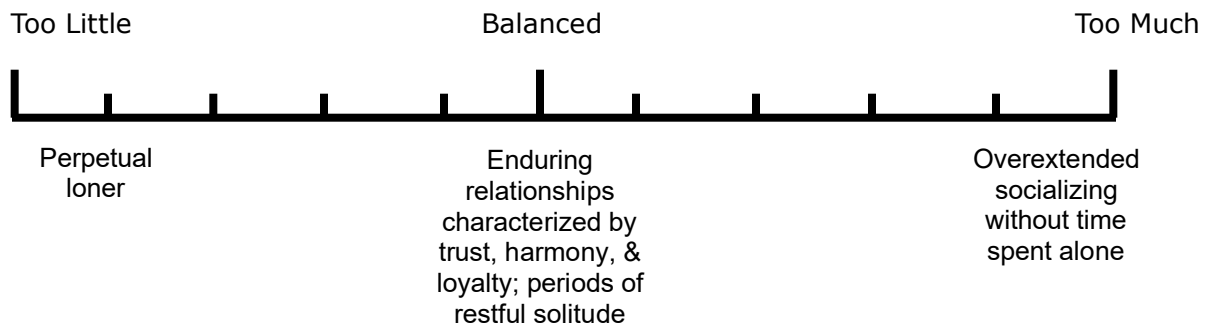 Too Little
Balanced
Too Much
Perpetual
loner
Enduring
relationships
characterized by
trust, harmony, &
loyalty; periods of
restful solitude
Overextended
socializing
without time
spent alone